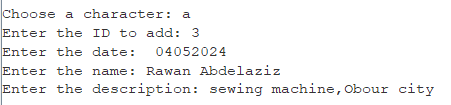 Choose a character: a
Enter the ID to add: 3
Enter the date:  04052024
Enter the name: Rawan Abdelaziz
Enter the description: sewing machine,Obour city